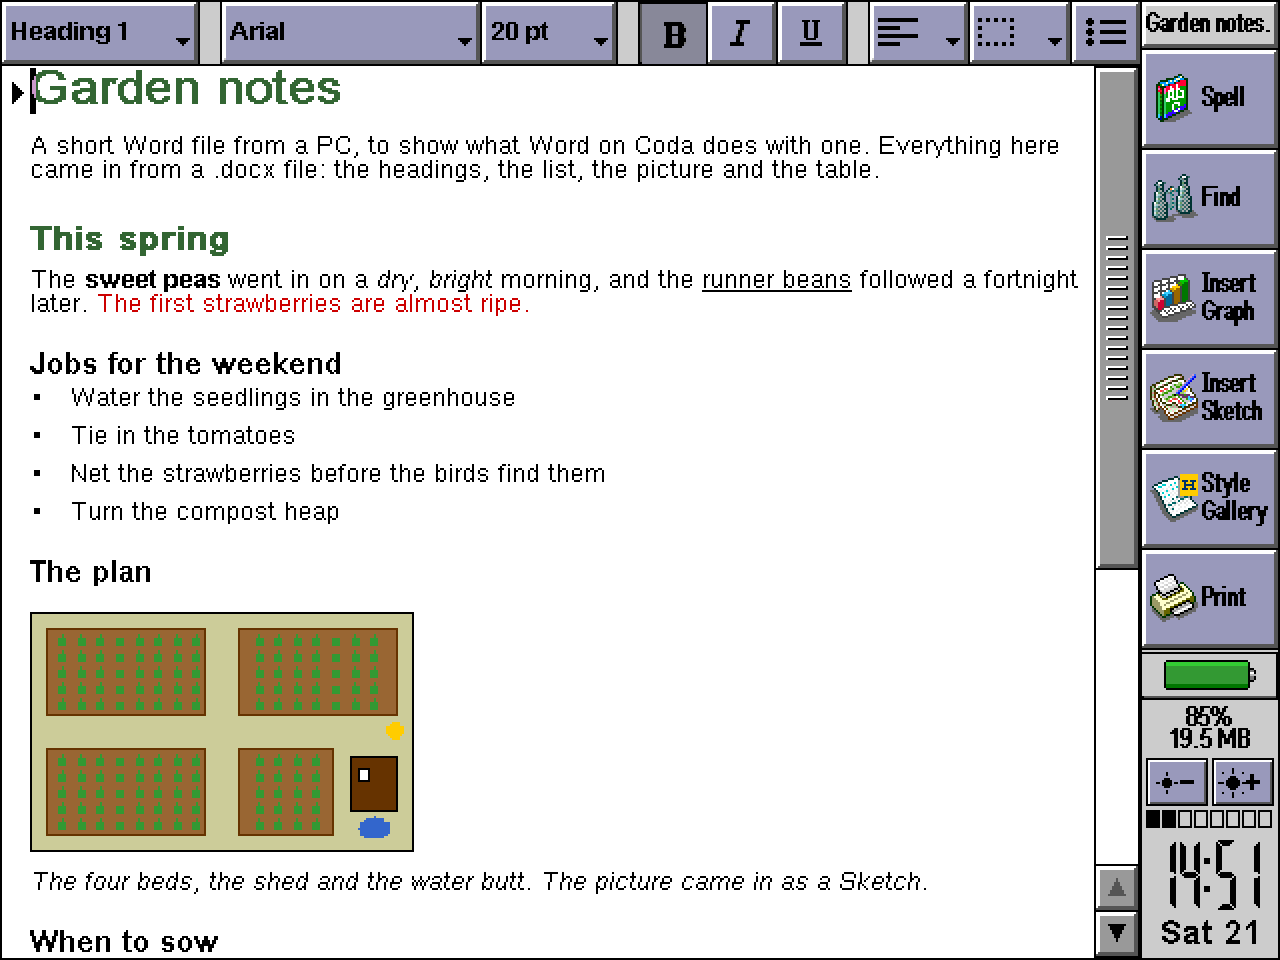 Heading 1
Arial
20 pt
B
I
U
Garden notes.
Garden notes
A short Word file from a PC, to show what Word on Coda does with one. Everything here
came in from a .docx file: the headings, the list, the picture and the table.
This spring
The sweet peas went in on a dry, bright morning, and the runner beans followed a fortnight
later. The first strawberries are almost ripe.
Jobs for the weekend
▪ Water the seedlings in the greenhouse
▪ Tie in the tomatoes
▪ Net the strawberries before the birds find them
▪ Turn the compost heap
The plan
The four beds, the shed and the water butt. The picture came in as a Sketch.
When to sow
Spell
Find
Insert
Graph
Insert
Sketch
H
Style
Gallery
Print
85%
19.5 MB
14:51
Sat 21